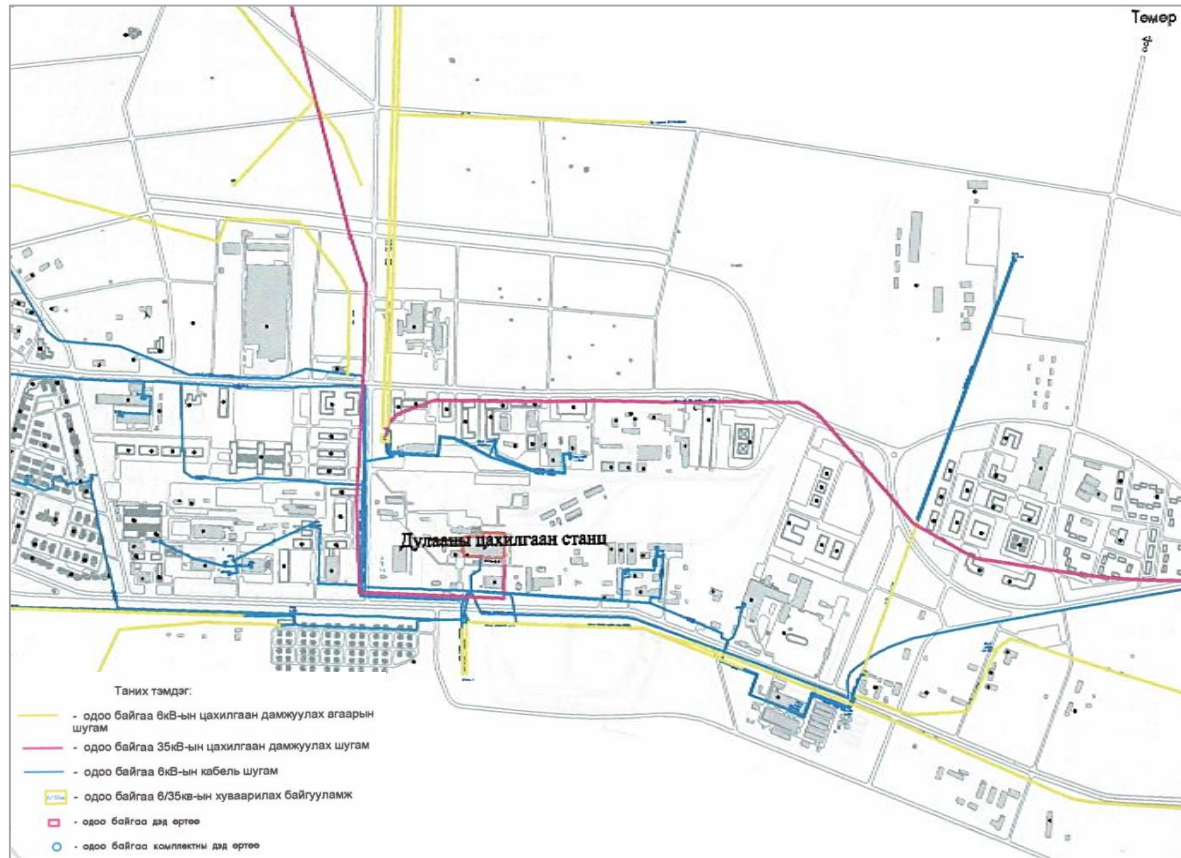 Төмөр
Дулааны цахилгаан станц
Таних тэмдэг:
- одоо байгаа 6кВ-ын цахилгаан дамжуулах агаарын
шугам
- одоо байгаа 35кВ-ын цахилгаан дамжуулах шугам
- одоо байгаа 6кВ-ын кабель шугам
- одоо байгаа 6/35кв-ын хуваарилах байгууламж
- одоо байгаа дэд өртөө
- одоо байгаа комплектны дэд өртөө